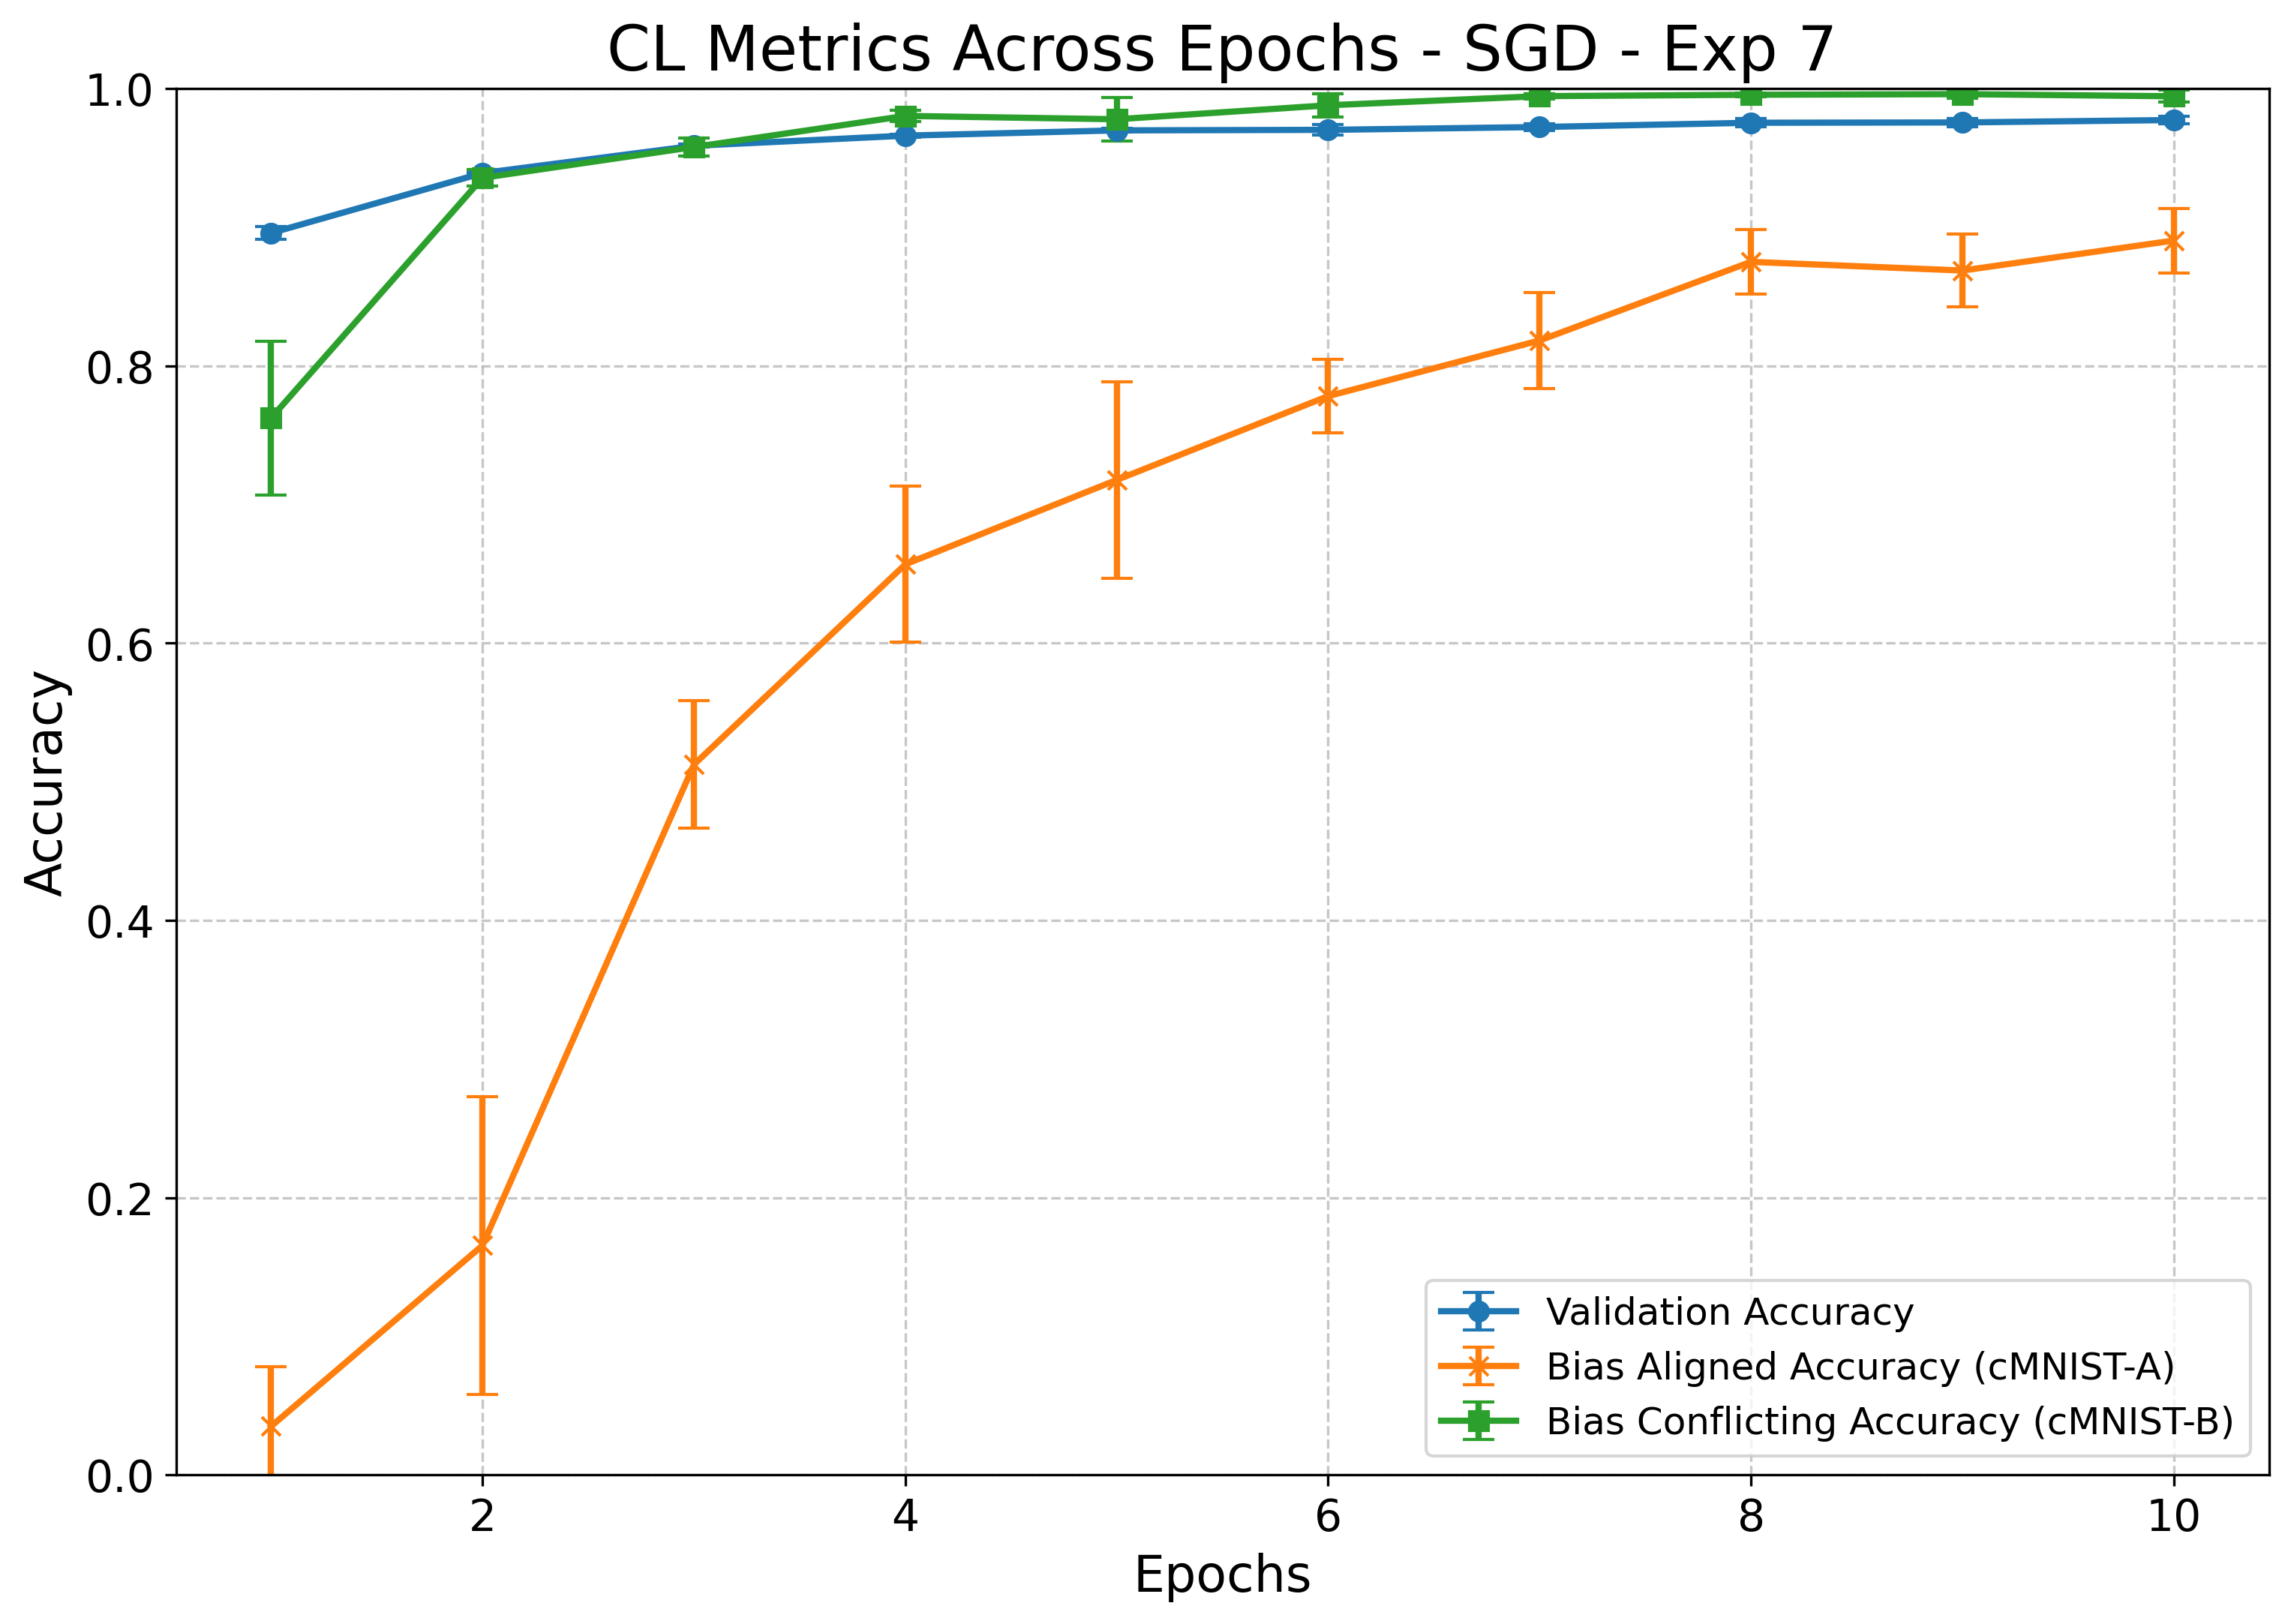 CL Metrics Across Epochs - SGD - Exp 7
1.0
0.8
0.6
0.4
0.2
0.0
Accuracy
2
4
6
8
10
Epochs
Validation Accuracy
Bias Aligned Accuracy (cMNIST-A)
Bias Conflicting Accuracy (cMNIST-B)